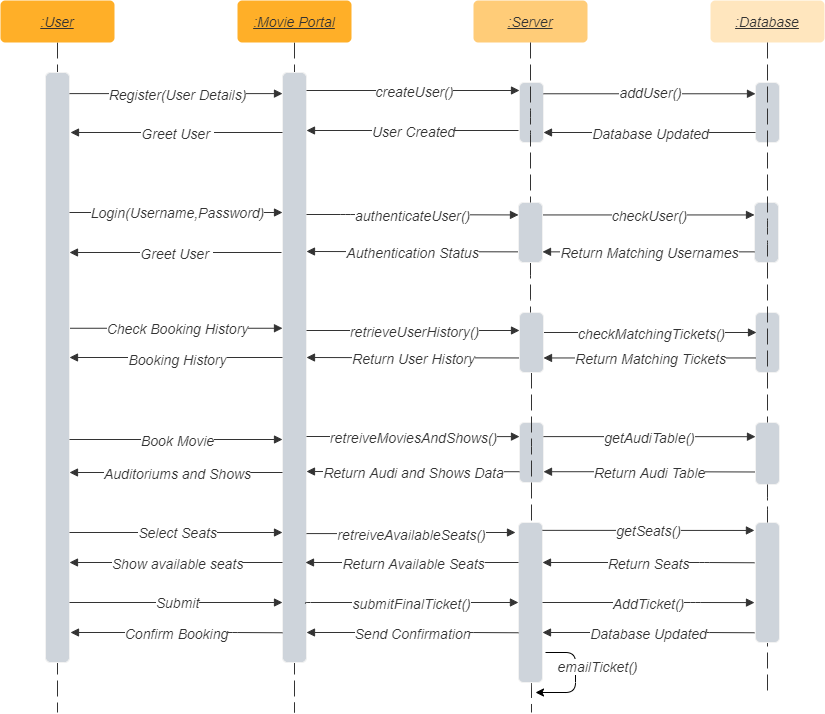 :User
:Movie Portal
:Server
:Database
Register(User Details)
createUser()
addUser()
Greet User
User Created
Database Updated
Login(Username,Password)
authenticateUser()
checkUser()
Greet User
Authentication Status
Return Matching Usernames
Check Booking History
retrieveUserHistory()
checkMatchingTickets()
Booking History
Return User History
Return Matching Tickets
Book Movie
retreiveMoviesAndShows()
getAudiTable()
Auditoriums and Shows
Return Audi and Shows Data
Return Audi Table
Select Seats
retreiveAvailableSeats()
getSeats()
Show available seats
Return Available Seats
Return Seats
Submit
submitFinalTicket()
AddTicket()
Confirm Booking
Send Confirmation
Database Updated
emailTicket()